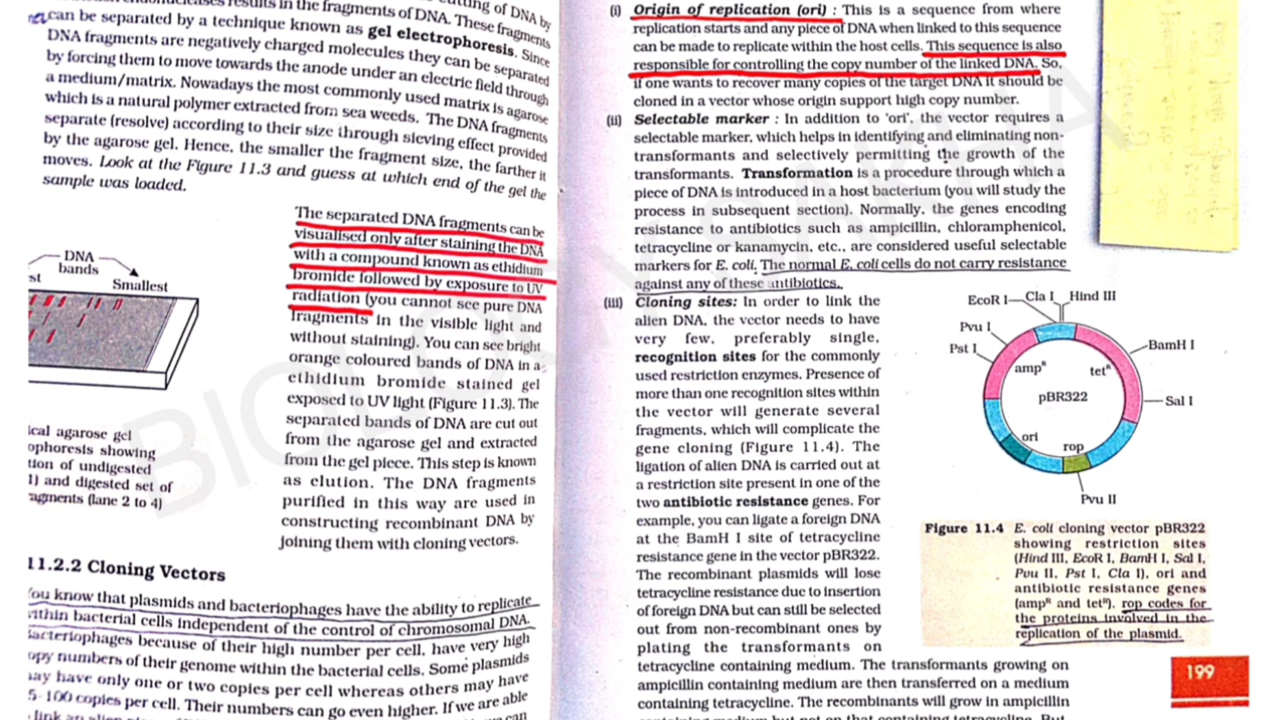 can be separated by a technique known as gel electrophoresis. Since
DNA fragments are negatively charged molecules they can be separated
by forcing them to move towards the anode under an electric field through
a medium/matrix. Nowadays the most commonly used matrix is agarose
which is a natural polymer extracted from sea weeds. The DNA fragments
separate (resolve) according to their size through sieving effect provided
by the agarose gel. Hence, the smaller the fragment size, the farther it
moves. Look at the Figure 11.3 and guess at which end of the gel the
sample was loaded.
The separated DNA fragments can be
visualised only after staining the DNA
with a compound known as ethidium
bromide followed by exposure to UV
radiation (you cannot see pure DNA
fragments in the visible light and
without staining). You can see bright
orange coloured bands of DNA in a
ethidium bromide stained gel
exposed to UV light (Figure 11.3). The
separated bands of DNA are cut out
from the agarose gel and extracted
from the gel piece. This step is known
as elution. The DNA fragments
purified in this way are used in
constructing recombinant DNA by
joining them with cloning vectors.
DNA
bands
st
Smallest
ical agarose gel
ophoresis showing
tion of undigested
1) and digested set of
agments (lane 2 to 4)
11.2.2 Cloning Vectors
You know that plasmids and bacteriophages have the ability to replicate
within bacterial cells independent of the control of chromosomal DNA.
Bacteriophages because of their high number per cell, have very high
opy numbers of their genome within the bacterial cells. Some plasmids
may have only one or two copies per cell whereas others may have
5-100 copies per cell. Their numbers can go even higher. If we are able
(i) Origin of replication (ori) : This is a sequence from where
replication starts and any piece of DNA when linked to this sequence
can be made to replicate within the host cells. This sequence is also
responsible for controlling the copy number of the linked DNA. So,
if one wants to recover many copies of the target DNA it should be
cloned in a vector whose origin support high copy number.
(ii) Selectable marker : In addition to 'ori', the vector requires a
selectable marker, which helps in identifying and eliminating non-
transformants and selectively permitting the growth of the
transformants. Transformation is a procedure through which a
piece of DNA is introduced in a host bacterium (you will study the
process in subsequent section). Normally, the genes encoding
resistance to antibiotics such as ampicillin, chloramphenicol,
tetracycline or kanamycin, etc., are considered useful selectable
markers for E. coli. The normal E. coli cells do not carry resistance
against any of these antibiotics.
(iii) Cloning sites: In order to link the
alien DNA, the vector needs to have
very few, preferably single,
recognition sites for the commonly
used restriction enzymes. Presence of
more than one recognition sites within
the vector will generate several
fragments, which will complicate the
gene cloning (Figure 11.4). The
ligation of alien DNA is carried out at
a restriction site present in one of the
two antibiotic resistance genes. For
example, you can ligate a foreign DNA
at the BamH I site of tetracycline
resistance gene in the vector pBR322.
The recombinant plasmids will lose
tetracycline resistance due to insertion
of foreign DNA but can still be selected
out from non-recombinant ones by
plating the transformants on
tetracycline containing medium. The transformants growing on
ampicillin containing medium are then transferred on a medium
containing tetracycline. The recombinants will grow in ampicillin
containing medium but not on that containing tetracycline. But,
EcoR I
Cla I
Hind III
Pvu I
Pst I
BamH I
Sal I
ampR
tetR
pBR322
ori
rop
Pvu II
Figure 11.4 E. coli cloning vector pBR322
showing restriction sites
(Hind III, EcoR I, BamH I, Sal I,
Pvu II, Pst I, Cla I), ori and
antibiotic resistance genes
(ampR and tetR). rop codes for
the proteins involved in the
replication of the plasmid.
199
BIOLOGY SAKHA